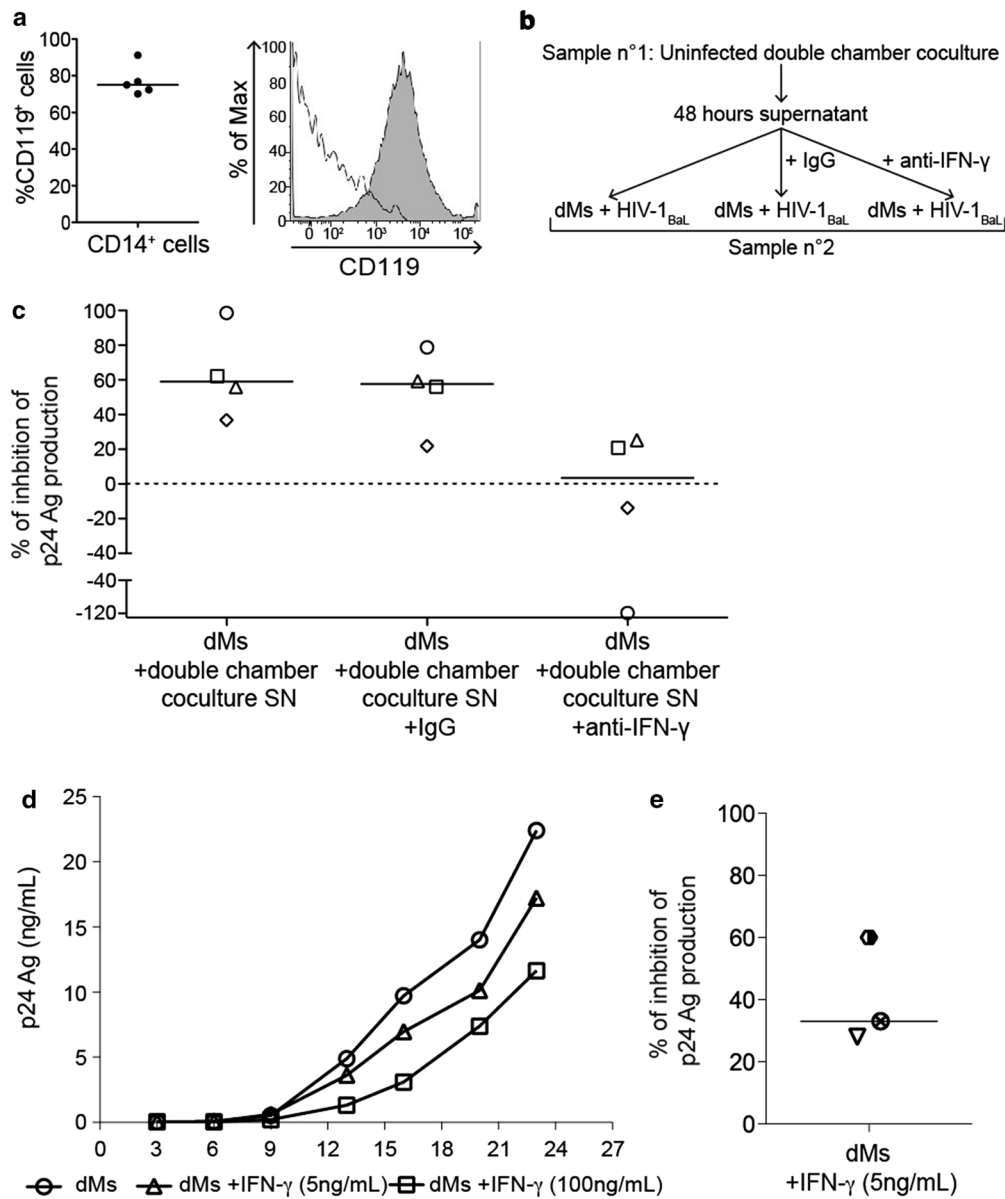 a
100
80
60
40
20
0
%CD119+ cells
CD14+ cells
100
80
60
40
20
0
% of Max
0 10² 10³ 10⁴ 10⁵
CD119
b
Sample n°1: Uninfected double chamber coculture
48 hours supernatant
+ IgG
+ anti-IFN-γ
dMs + HIV-1BaL dMs + HIV-1BaL dMs + HIV-1BaL
Sample n°2
c
100
80
60
40
20
0
-20
-40
-40
-120
% of inhbition of
p24 Ag production
dMs
+double chamber
coculture SN
dMs
+double chamber
coculture SN
+IgG
dMs
+double chamber
coculture SN
+anti-IFN-γ
d
25
20
15
10
5
0
p24 Ag (ng/mL)
0 3 6 9 12 15 18 21 24 27
dMs dMs +IFN-γ (5ng/mL) dMs +IFN-γ (100ng/mL)
e
100
80
60
40
20
0
% of inhbition of
p24 Ag production
dMs
+IFN-γ (5ng/mL)